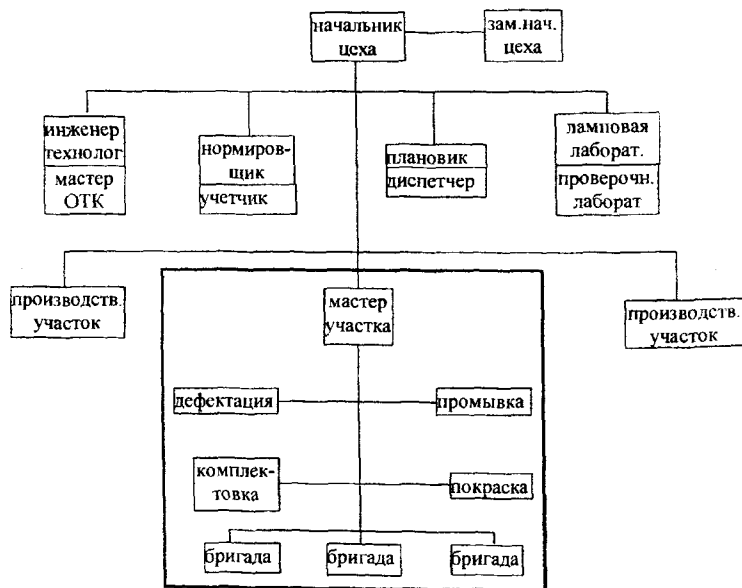 начальник
цеха
зам.нач.
цеха
инженер
технолог
мастер
ОТК
нормиров-
щик
учетчик
плановик
диспетчер
ламповая
лаборат.
проверочн.
лаборат
производств.
участок
мастер
участка
производств.
участок
дефектация
промывка
комплек-
товка
покраска
бригада
бригада
бригада